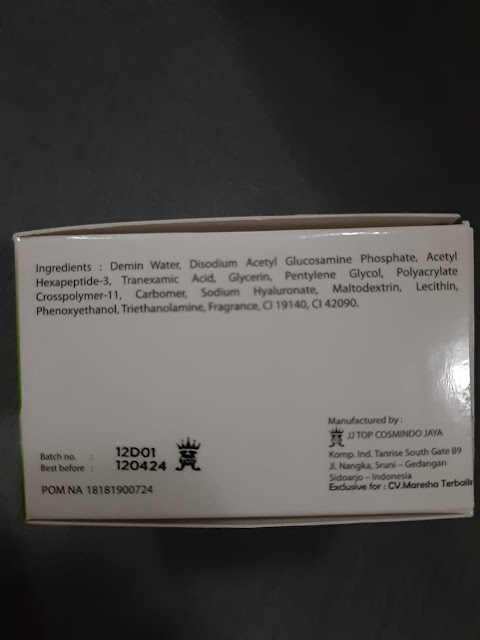 Ingredients : Demin Water, Disodium Acetyl Glucosamine Phosphate, Acetyl
Hexapeptide-3, Tranexamic Acid, Glycerin, Pentylene Glycol, Polyacrylate
Crosspolymer-11, Carbomer, Sodium Hyaluronate, Maltodextrin, Lecithin,
Phenoxyethanol, Triethanolamine, Fragrance, CI 19140, CI 42090.
Batch no. : 12D01
Best before : 120424
POM NA 18181900724
Manufactured by :
JJ TOP COSMINDO JAYA
Komp. Ind. Tanrise South Gate B9
Jl. Nangka, Sruni – Gedangan
Sidoarjo – Indonesia
Exclusive for : CV.Maresha Terbaik